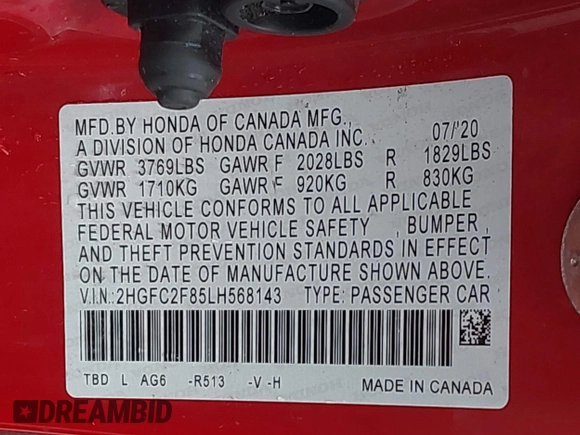 MFD.BY HONDA OF CANADA MFG.,
A DIVISION OF HONDA CANADA INC. 07/'20
GVWR 3769LBS GAWR F 2028LBS R 1829LBS
GVWR 1710KG GAWR F 920KG R 830KG
THIS VEHICLE CONFORMS TO ALL APPLICABLE
FEDERAL MOTOR VEHICLE SAFETY , BUMPER ,
AND THEFT PREVENTION STANDARDS IN EFFECT
ON THE DATE OF MANUFACTURE SHOWN ABOVE.
V.I.N.: 2HGFC2F85LH568143 TYPE: PASSENGER CAR
TBD L AG6 -R513 -V -H MADE IN CANADA
DREAMBID